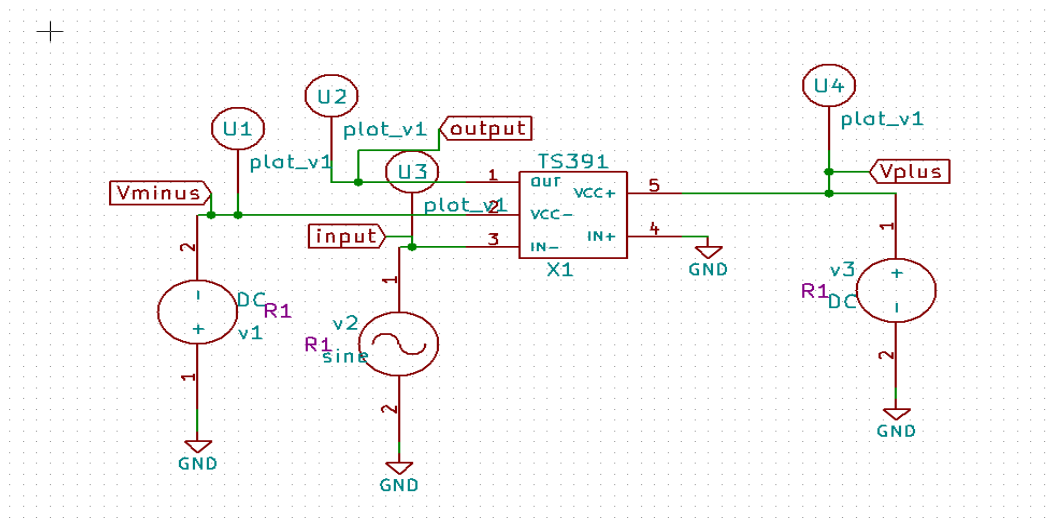 U4
plot_v1
U2
plot_v1
output
U1
plot_v1
U3
plot_v1
TS391
Vplus
Vminus
1
OUT
VCC+
5
2
VCC-
input
3
IN-
IN+
4
X1
GND
2
-
+
DC
R1
v1
1
GND
1
v2
R1
sine
2
GND
1
v3
R1
DC
+
-
2
GND